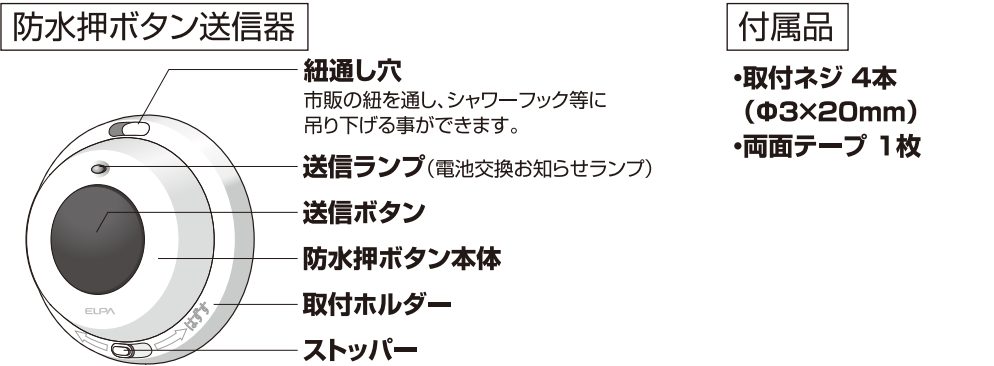 防水押ボタン送信器
紐通し穴
市販の紐を通し、シャワーフック等に
吊り下げる事ができます。
送信ランプ（電池交換お知らせランプ）
送信ボタン
防水押ボタン本体
取付ホルダー
ストッパー
ELPA
はずす
付属品
・取付ネジ 4本
（Φ3×20mm）
・両面テープ 1枚